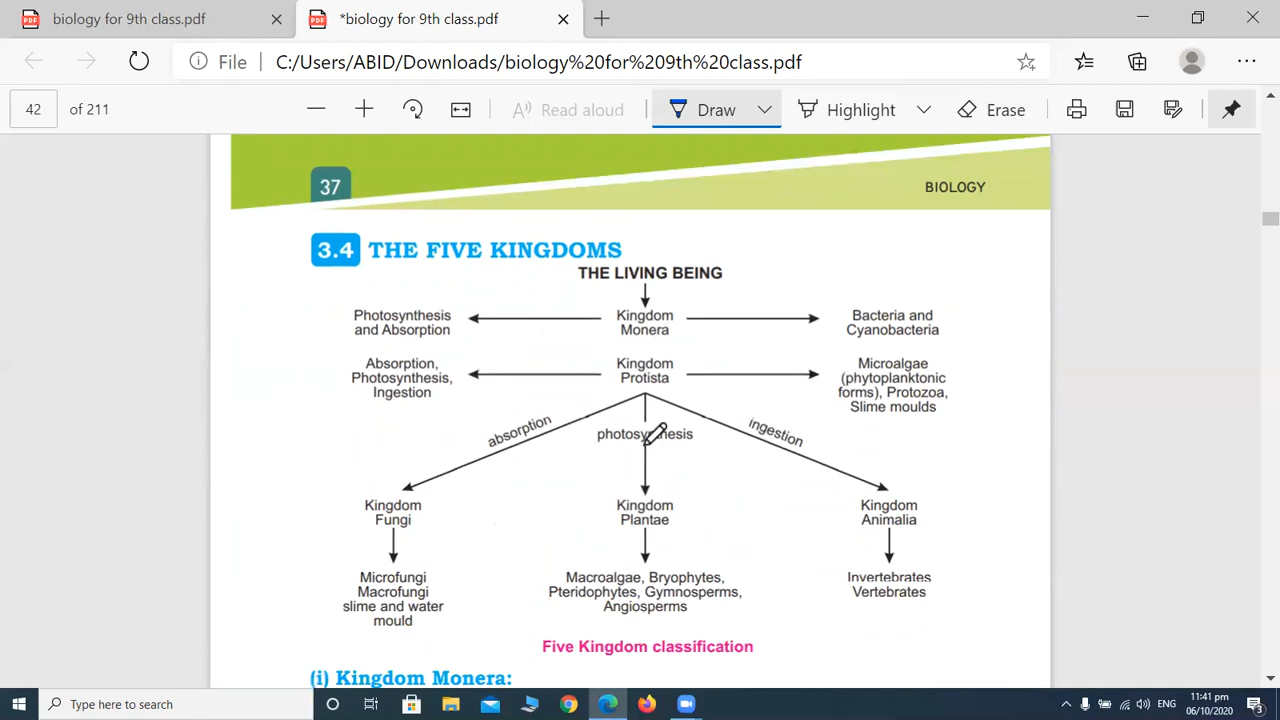 biology for 9th class.pdf
*biology for 9th class.pdf
File
C:/Users/ABID/Downloads/biology%20for%209th%20class.pdf
42 of 211
Read aloud
Draw
Highlight
Erase
37
BIOLOGY
3.4 THE FIVE KINGDOMS
THE LIVING BEING
Photosynthesis
and Absorption
Kingdom
Monera
Bacteria and
Cyanobacteria
Absorption,
Photosynthesis,
Ingestion
Kingdom
Protista
Microalgae
(phytoplanktonic
forms), Protozoa,
Slime moulds
absorption
photosynthesis
ingestion
Kingdom
Fungi
Kingdom
Plantae
Kingdom
Animalia
Microfungi
Macrofungi
slime and water
mould
Macroalgae, Bryophytes,
Pteridophytes, Gymnosperms,
Angiosperms
Invertebrates
Vertebrates
Five Kingdom classification
(i) Kingdom Monera:
Type here to search
ENG
11:41 pm
06/10/2020